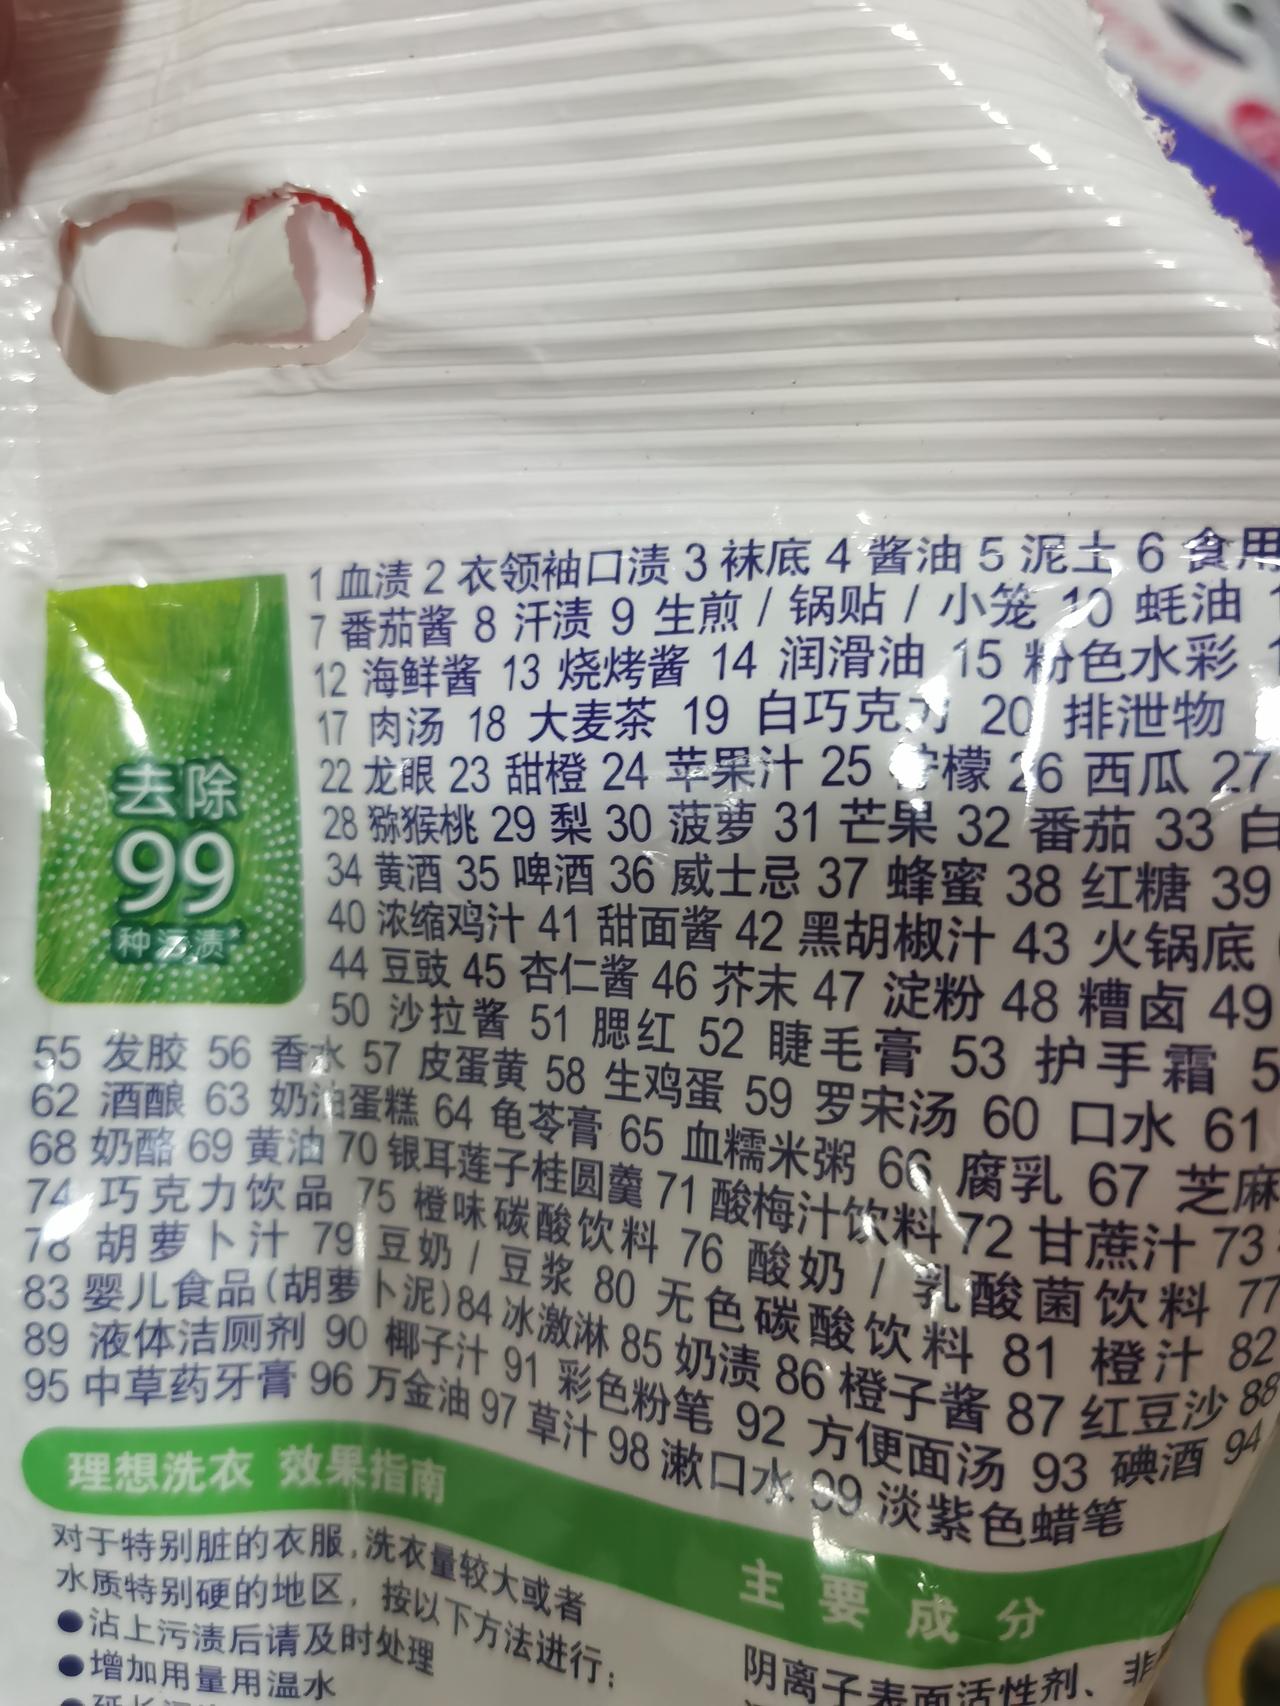 去除
99
种污渍*
1 血渍 2 衣领袖口渍 3 袜底 4 酱油 5 泥土 6 食用
7 番茄酱 8 汗渍 9 生煎 / 锅贴 / 小笼 10 蚝油
12 海鲜酱 13 烧烤酱 14 润滑油 15 粉色水彩
17 肉汤 18 大麦茶 19 白巧克力 20 排泄物
22 龙眼 23 甜橙 24 苹果汁 25 柠檬 26 西瓜 27
28 猕猴桃 29 梨 30 菠萝 31 芒果 32 番茄 33 白
34 黄酒 35 啤酒 36 威士忌 37 蜂蜜 38 红糖 39
40 浓缩鸡汁 41 甜面酱 42 黑胡椒汁 43 火锅底
44 豆豉 45 杏仁酱 46 芥末 47 淀粉 48 糟卤 49
50 沙拉酱 51 腮红 52 睫毛膏 53 护手霜
55 发胶 56 香水 57 皮蛋黄 58 生鸡蛋 59 罗宋汤 60 口水 61
62 酒酿 63 奶油蛋糕 64 龟苓膏 65 血糯米粥 66 腐乳 67 芝麻
68 奶酪 69 黄油 70 银耳莲子桂圆羹 71 酸梅汁饮料 72 甘蔗汁 73
74 巧克力饮品 75 橙味碳酸饮料 76 酸奶 / 乳酸菌饮料 77
78 胡萝卜汁 79 豆奶 / 豆浆 80 无色碳酸饮料 81 橙汁 82
83 婴儿食品(胡萝卜泥) 84 冰激淋 85 奶渍 86 橙子酱 87 红豆沙 88
89 液体洁厕剂 90 椰子汁 91 彩色粉笔 92 方便面汤 93 碘酒 94
95 中草药牙膏 96 万金油 97 草汁 98 漱口水 99 淡紫色蜡笔
理想洗衣 效果指南
对于特别脏的衣服,洗衣量较大或者
水质特别硬的地区，按以下方法进行：
●沾上污渍后请及时处理
●增加用量用温水
主要成分
阴离子表面活性剂、非